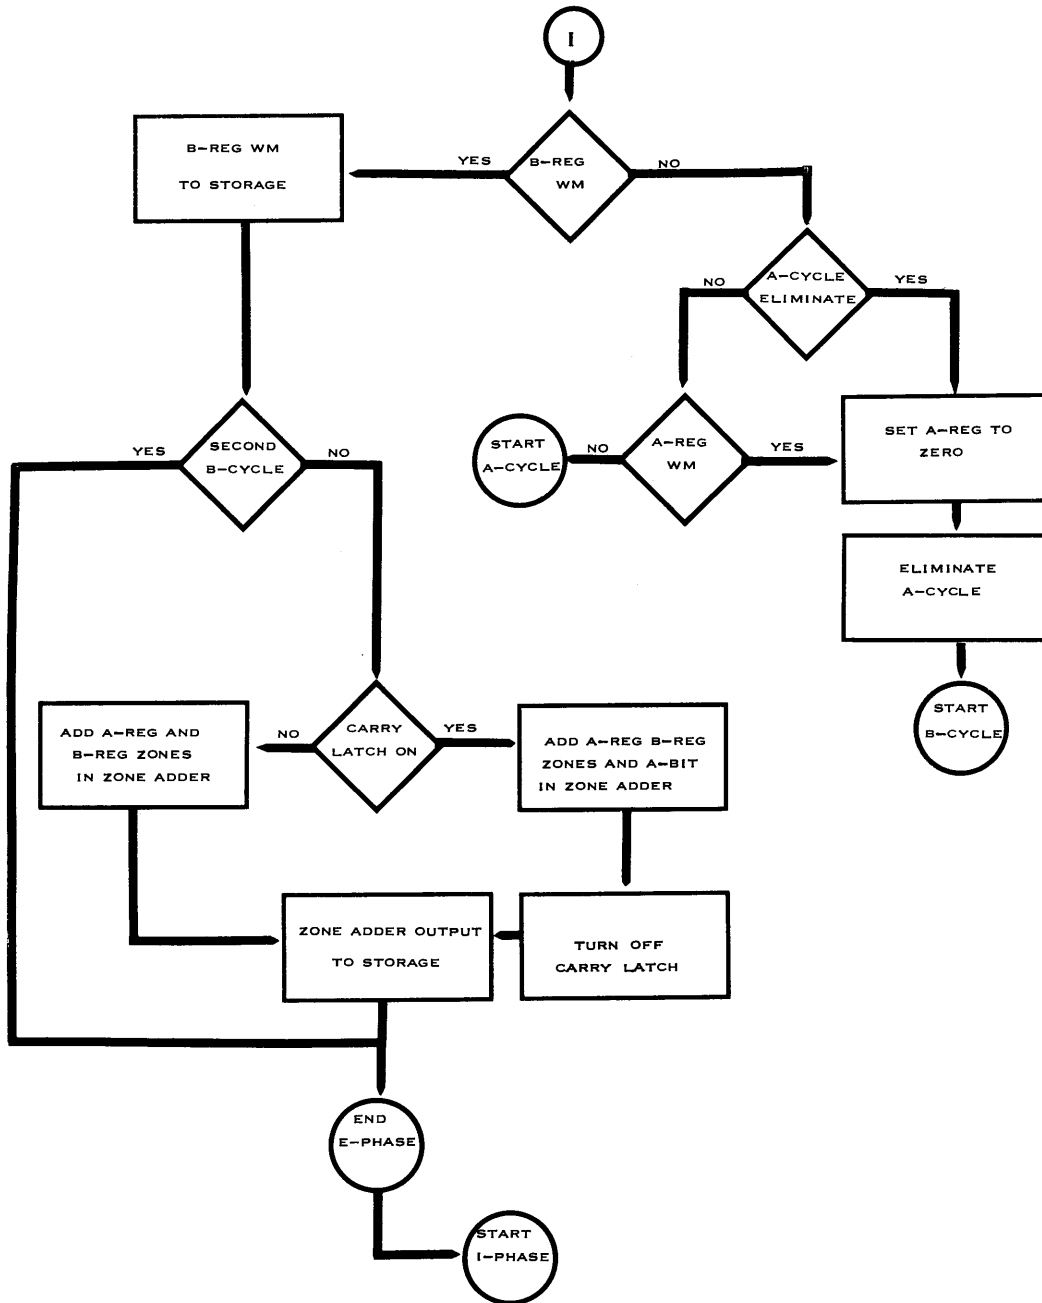 I
B-REG WM
TO STORAGE
YES
B-REG
WM
NO
NO
A-CYCLE
ELIMINATE
YES
YES
SECOND
B-CYCLE
NO
START
A-CYCLE
NO
A-REG
WM
YES
SET A-REG TO
ZERO
ELIMINATE
A-CYCLE
START
B-CYCLE
ADD A-REG AND
B-REG ZONES
IN ZONE ADDER
NO
CARRY
LATCH ON
YES
ADD A-REG B-REG
ZONES AND A-BIT
IN ZONE ADDER
ZONE ADDER OUTPUT
TO STORAGE
TURN OFF
CARRY LATCH
END
E-PHASE
START
I-PHASE